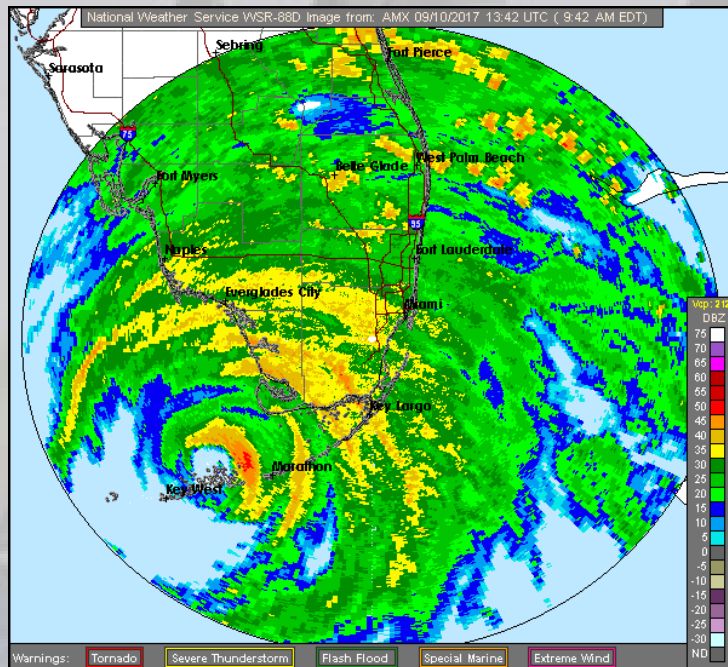 National Weather Service WSR-88D Image from: AMX 09/10/2017 13:42 UTC ( 9:42 AM EDT)
Sebring
Fort Pierce
Sarasota
75
Belle Glade
West Palm Beach
Fort Myers
95
Naples
Fort Lauderdale
Everglades City
Miami
Key Largo
Marathon
Key West
Vcp: 212
DBZ
75
70
65
60
55
50
45
40
35
30
25
20
15
10
5
0
-5
-10
-15
-20
-25
-30
ND
Warnings: Tornado Severe Thunderstorm Flash Flood Special Marine Extreme Wind